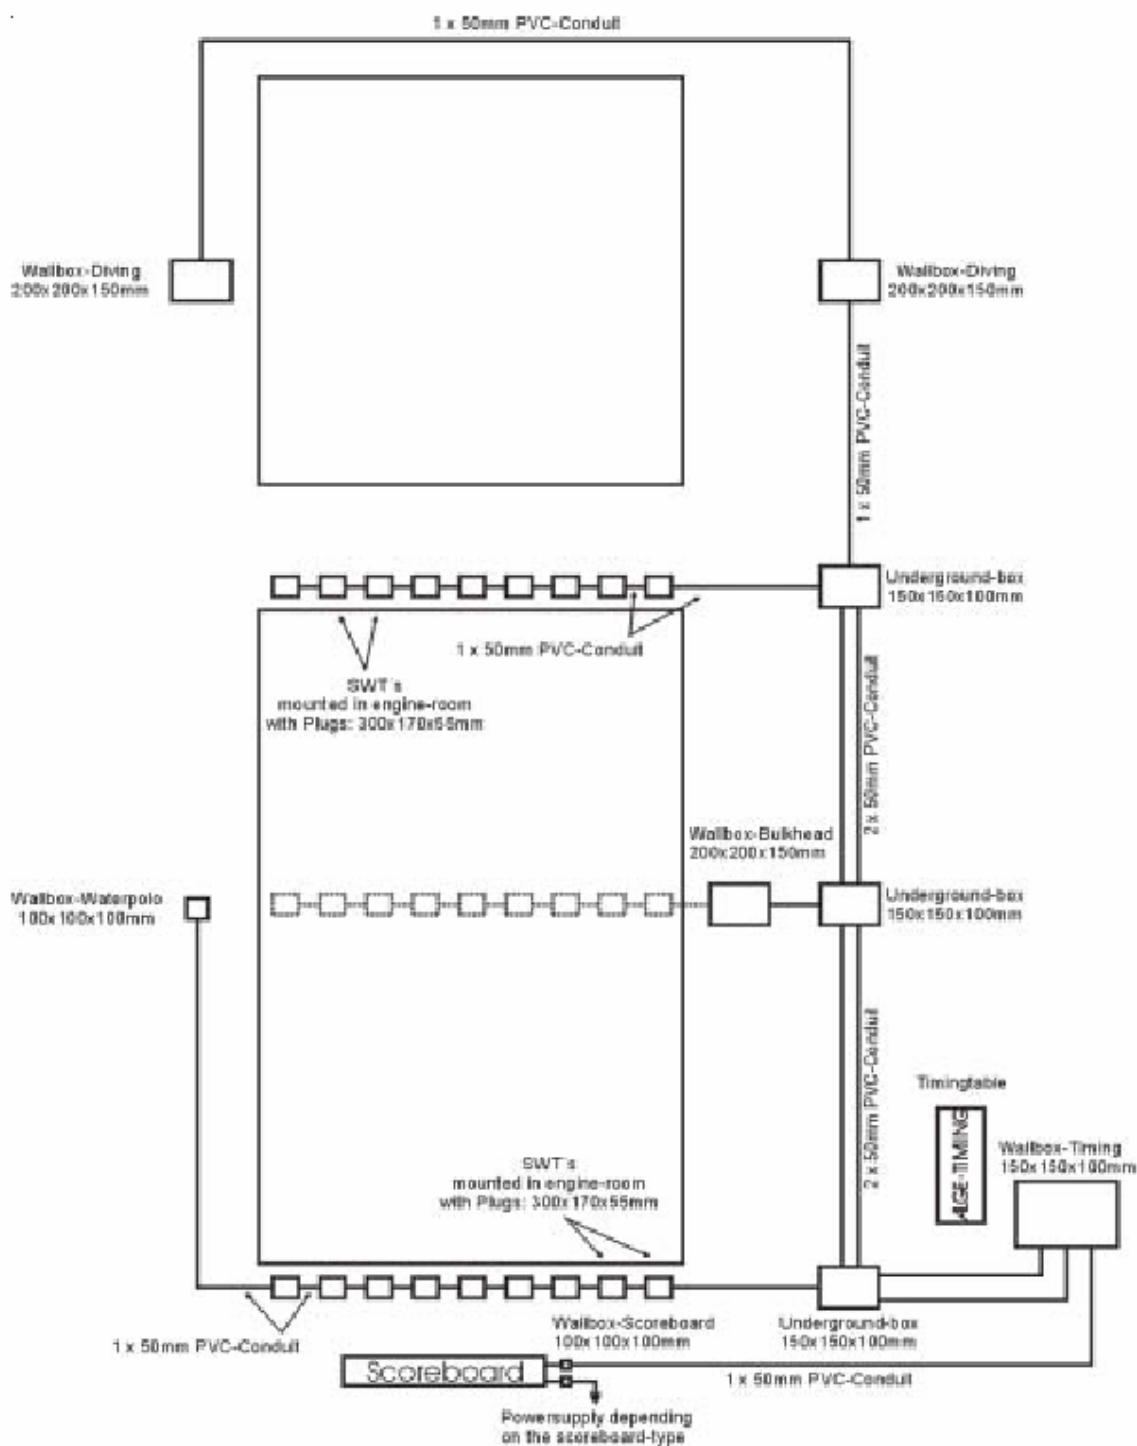 1 x 50mm PVC-Conduit
Wallbox-Diving
200x200x150mm
Wallbox-Diving
200x200x150mm
1 x 50mm PVC-Conduit
Underground-box
150x150x100mm
1 x 50mm PVC-Conduit
SWT's
mounted in engine-room
with Plugs: 300x170x55mm
2 x 50mm PVC-Conduit
Wallbox-Bulkhead
200x200x150mm
Wallbox-Waterpolo
100x100x100mm
Underground-box
150x150x100mm
2 x 50mm PVC-Conduit
Timingtable
ALGE-TIMING
Wallbox-Timing
150x150x100mm
SWT's
mounted in engine-room
with Plugs: 300x170x55mm
1 x 50mm PVC-Conduit
Wallbox-Scoreboard
100x100x100mm
Underground-box
150x150x100mm
Scoreboard
1 x 50mm PVC-Conduit
Powersupply depending
on the scoreboard-type